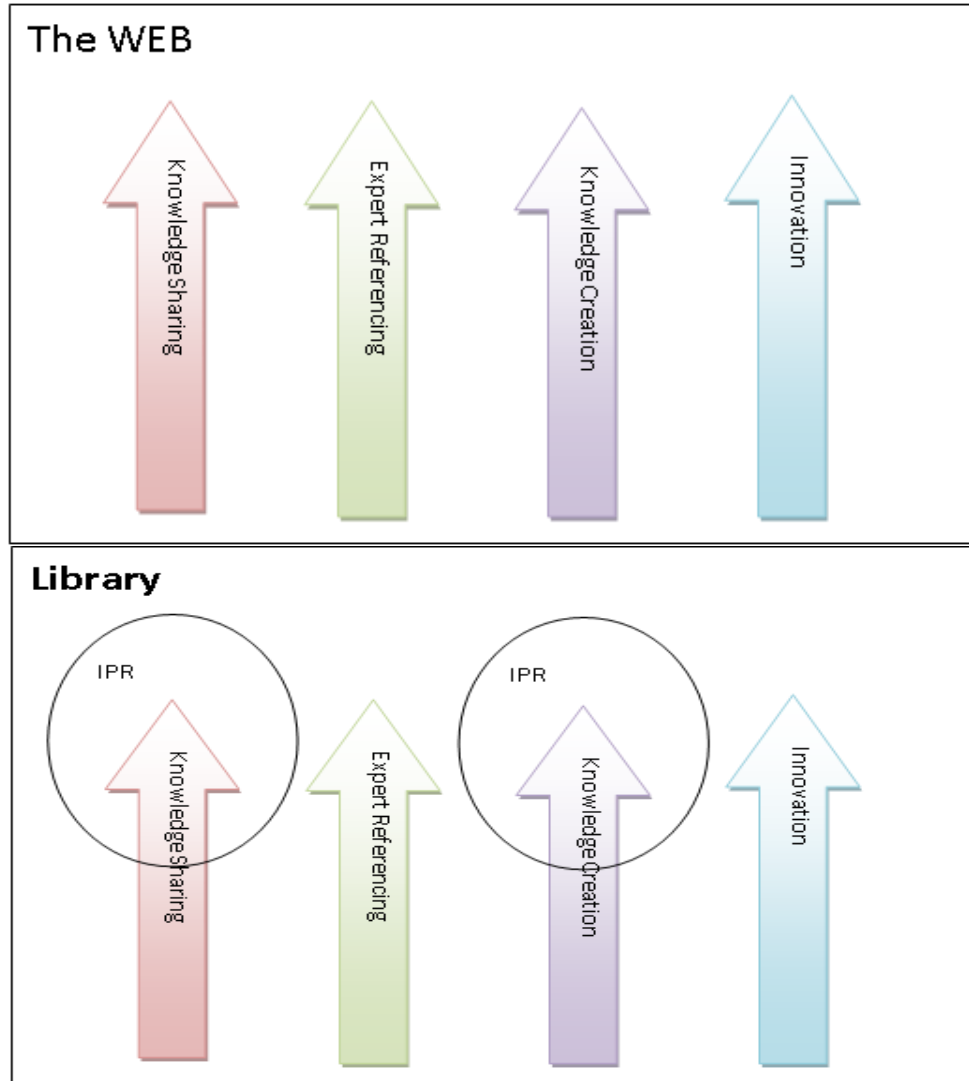 The WEB
Knowledge Sharing
Expert Referencing
Knowledge Creation
Innovation
Library
IPR
Knowledge Sharing
Expert Referencing
IPR
Knowledge Creation
Innovation